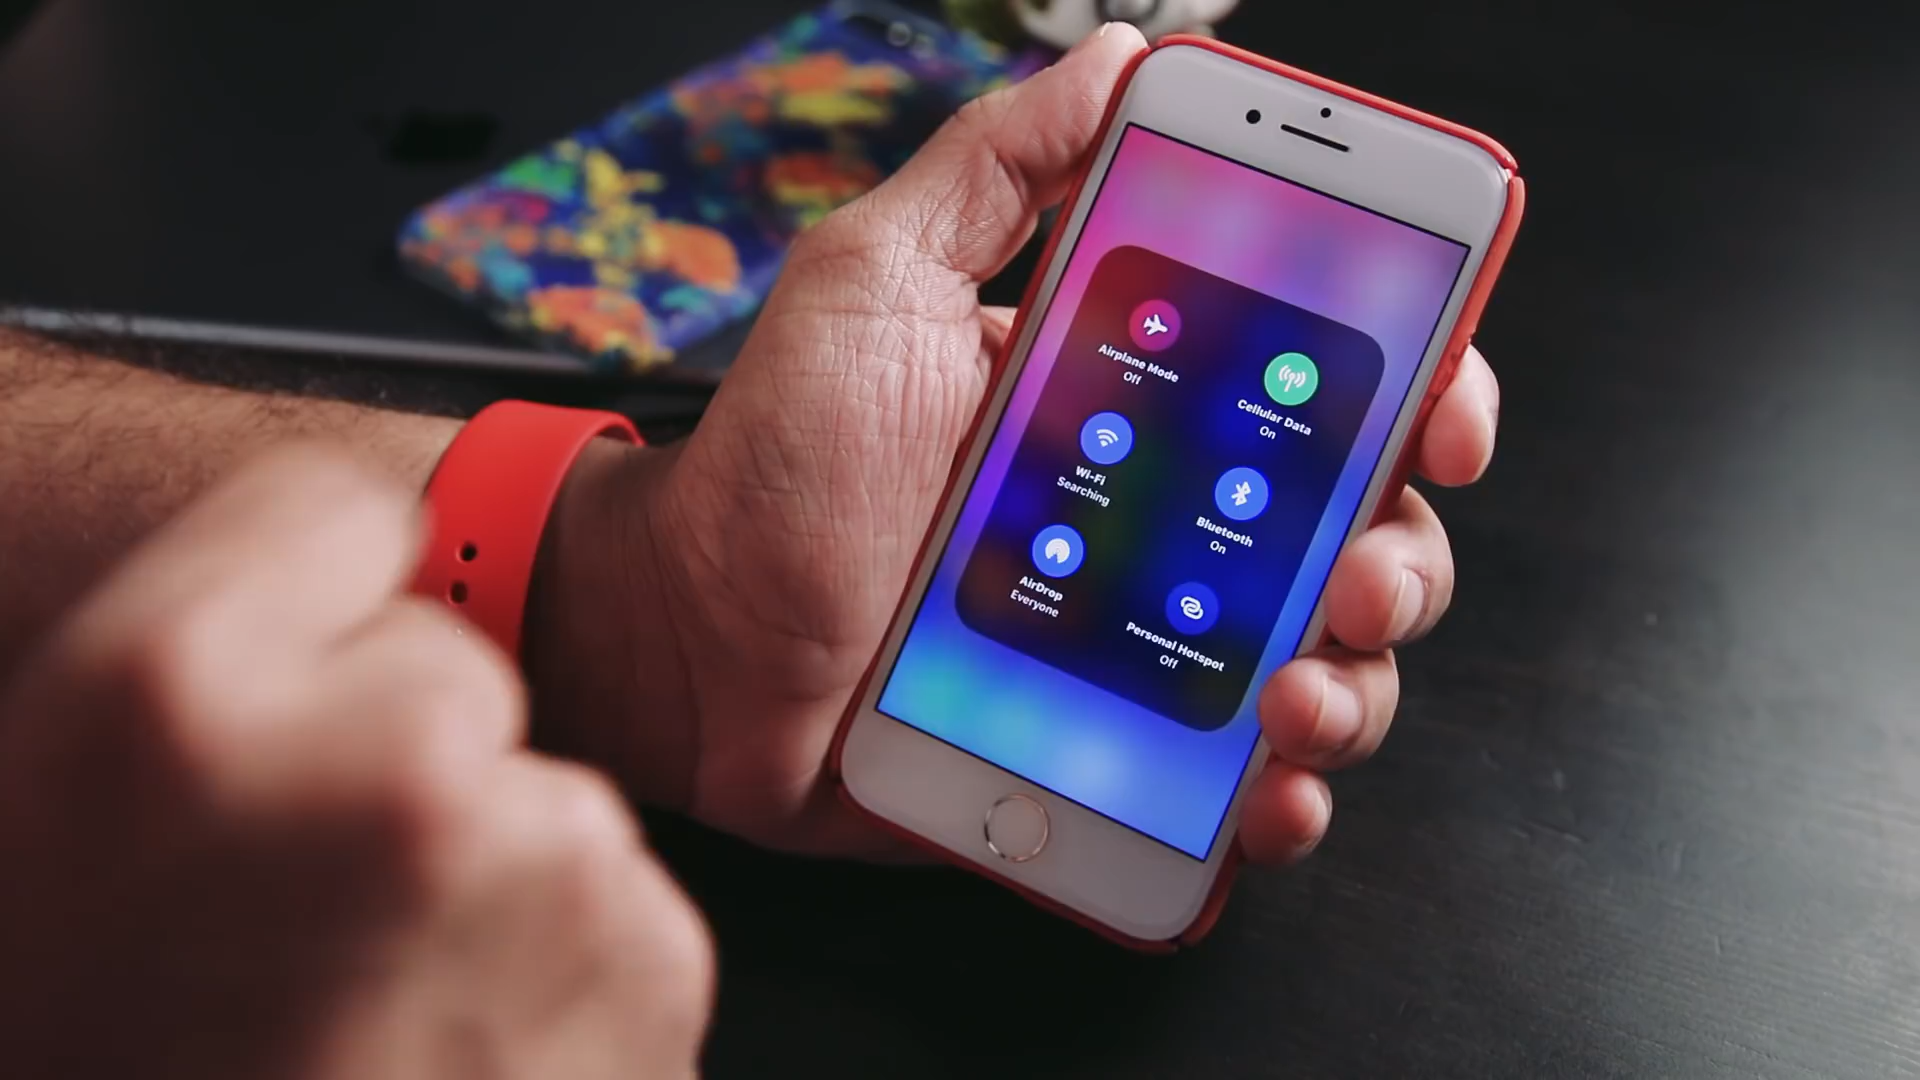 Airplane Mode
Off
Cellular Data
On
Wi-Fi
Searching
Bluetooth
On
AirDrop
Everyone
Personal Hotspot
Off